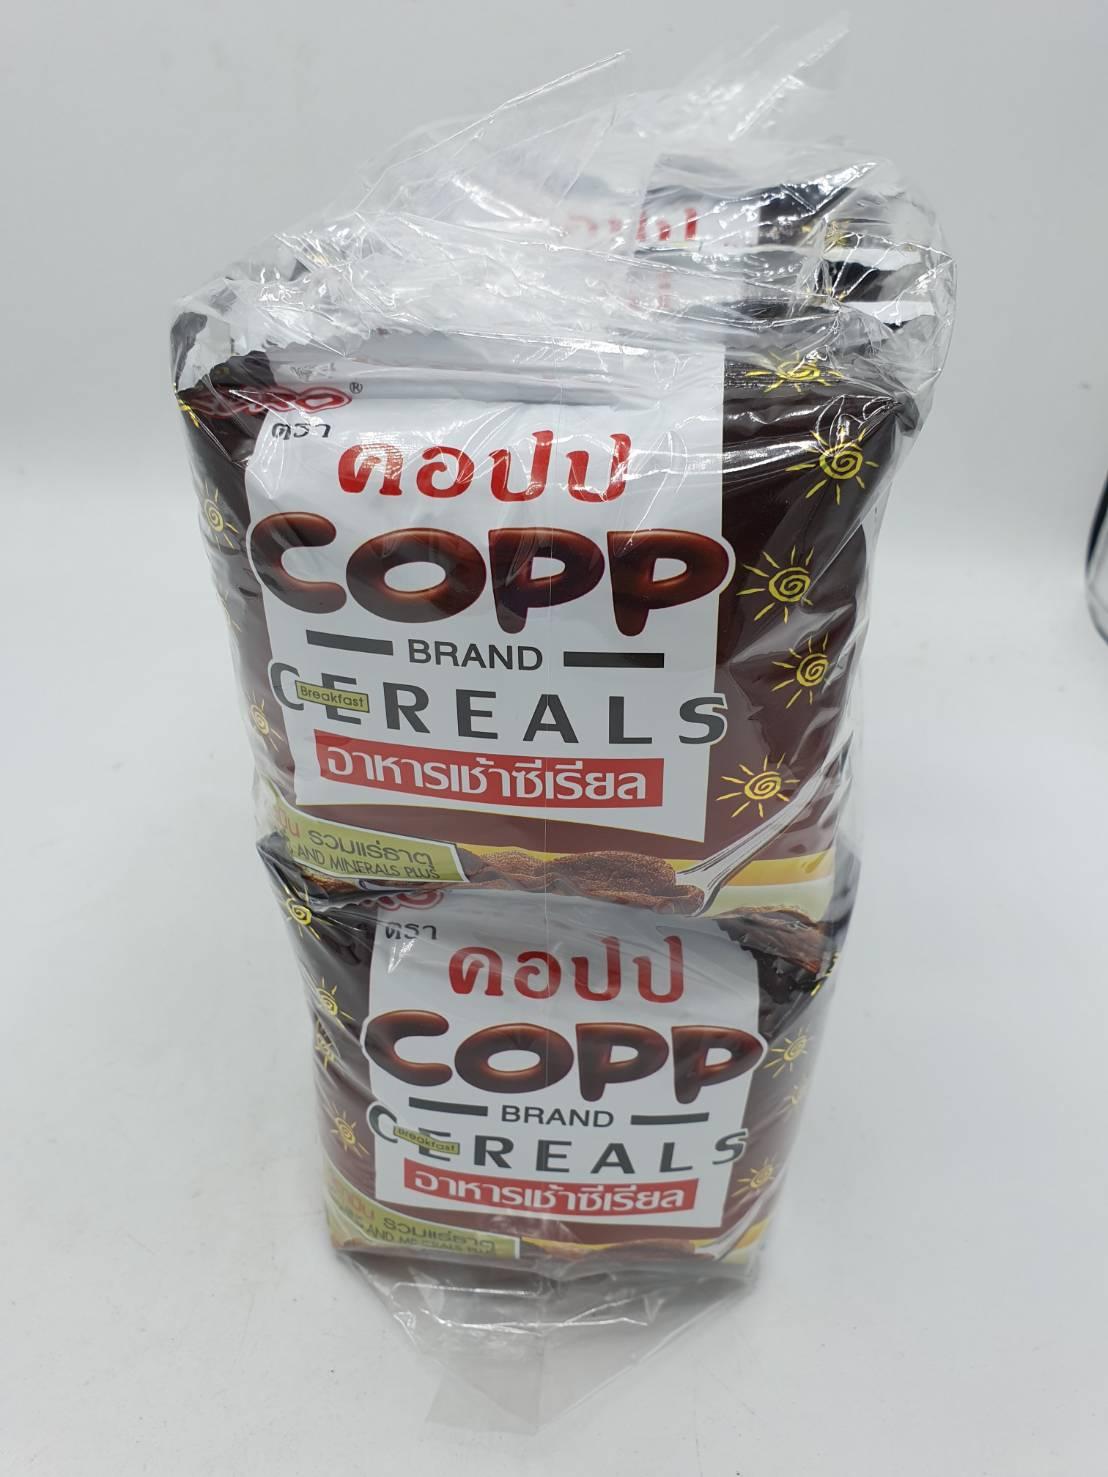 ตรา
คอปป
COPP
BRAND
CEREALS
Breakfast
อาหารเช้าซีเรียล
รวมแร่ธาตุ
AND MINERALS PLUS
ตรา
คอปป
COPP
BRAND
CEREALS
Breakfast
อาหารเช้าซีเรียล
รวมแร่ธาตุ
AND
PLUS